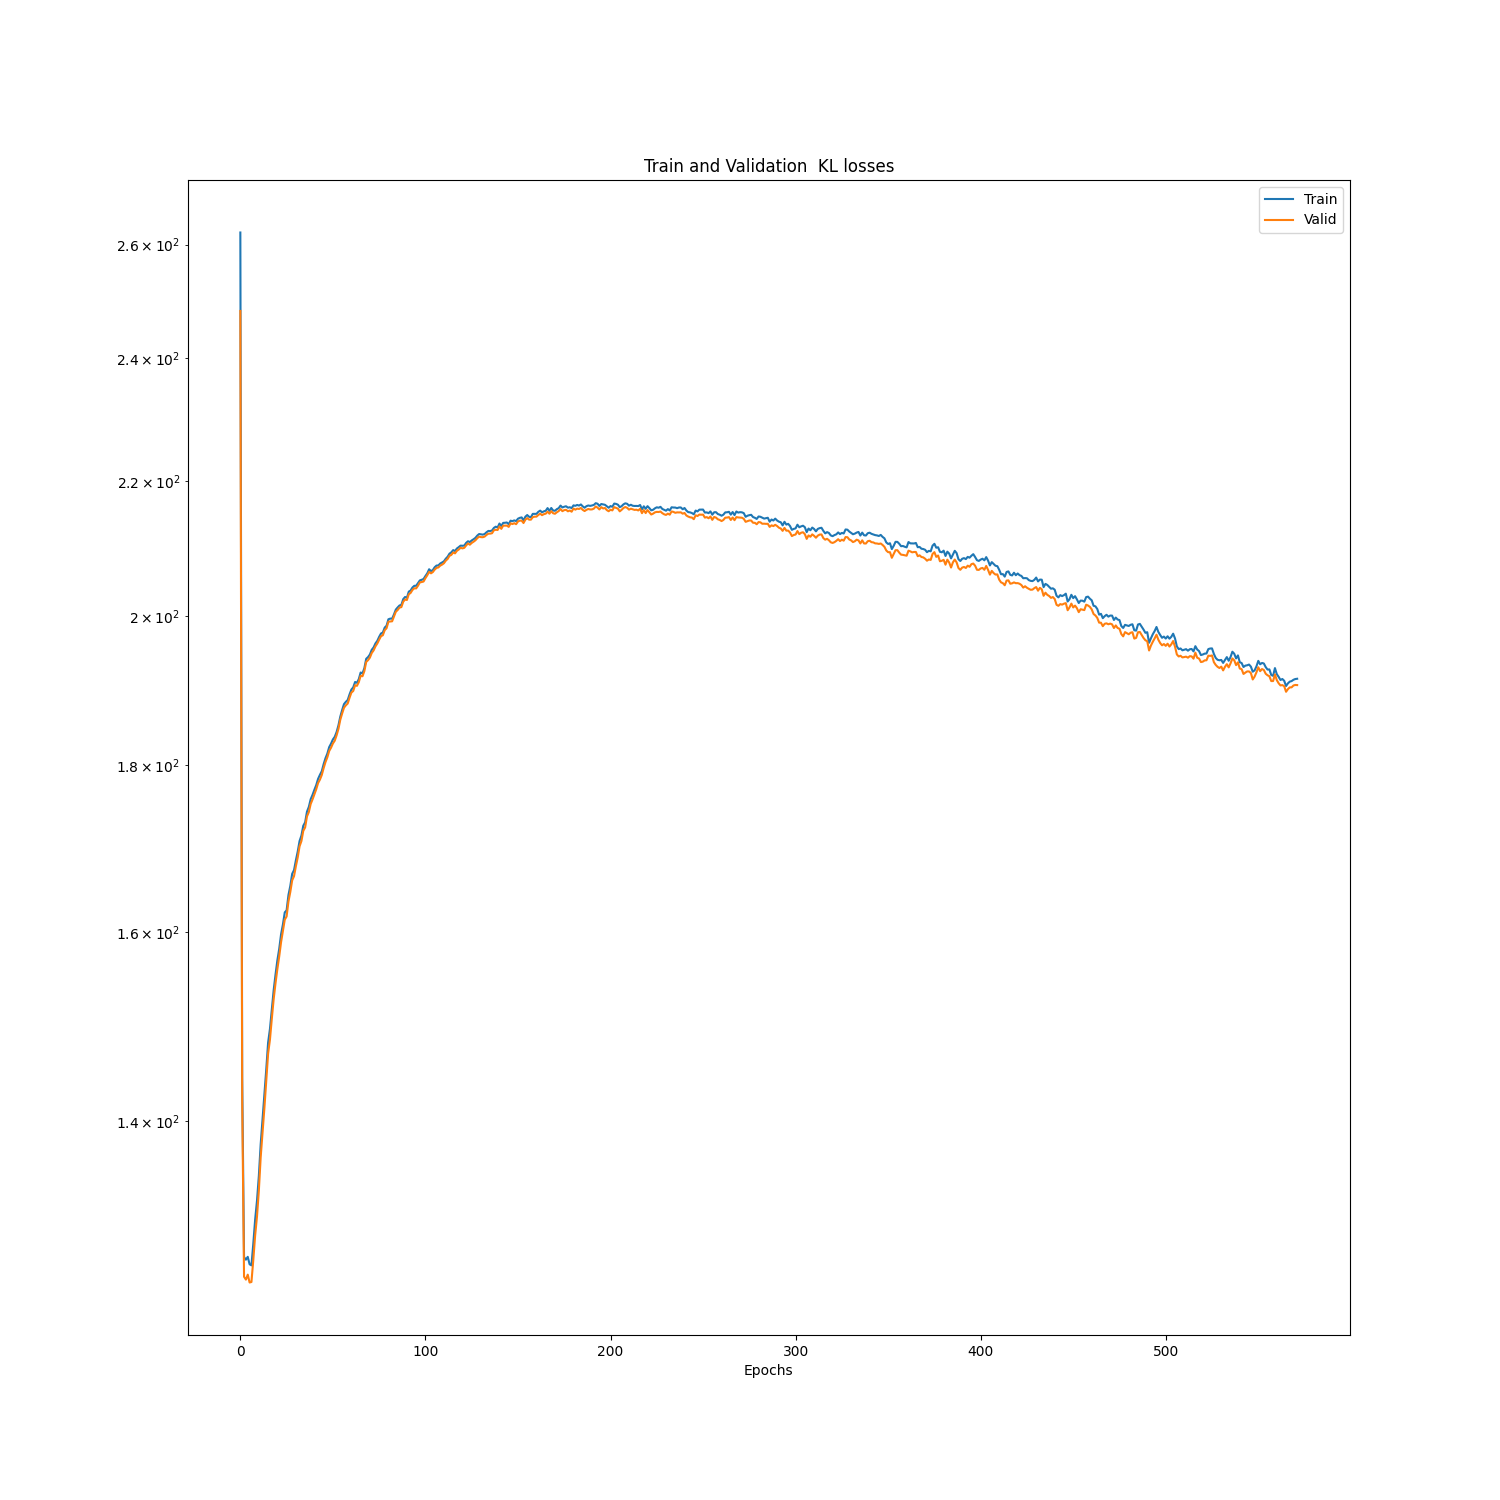 Train and Validation  KL losses
Train
Valid
2.6 × 10²
2.4 × 10²
2.2 × 10²
2 × 10²
1.8 × 10²
1.6 × 10²
1.4 × 10²
0 100 200 300 400 500
Epochs